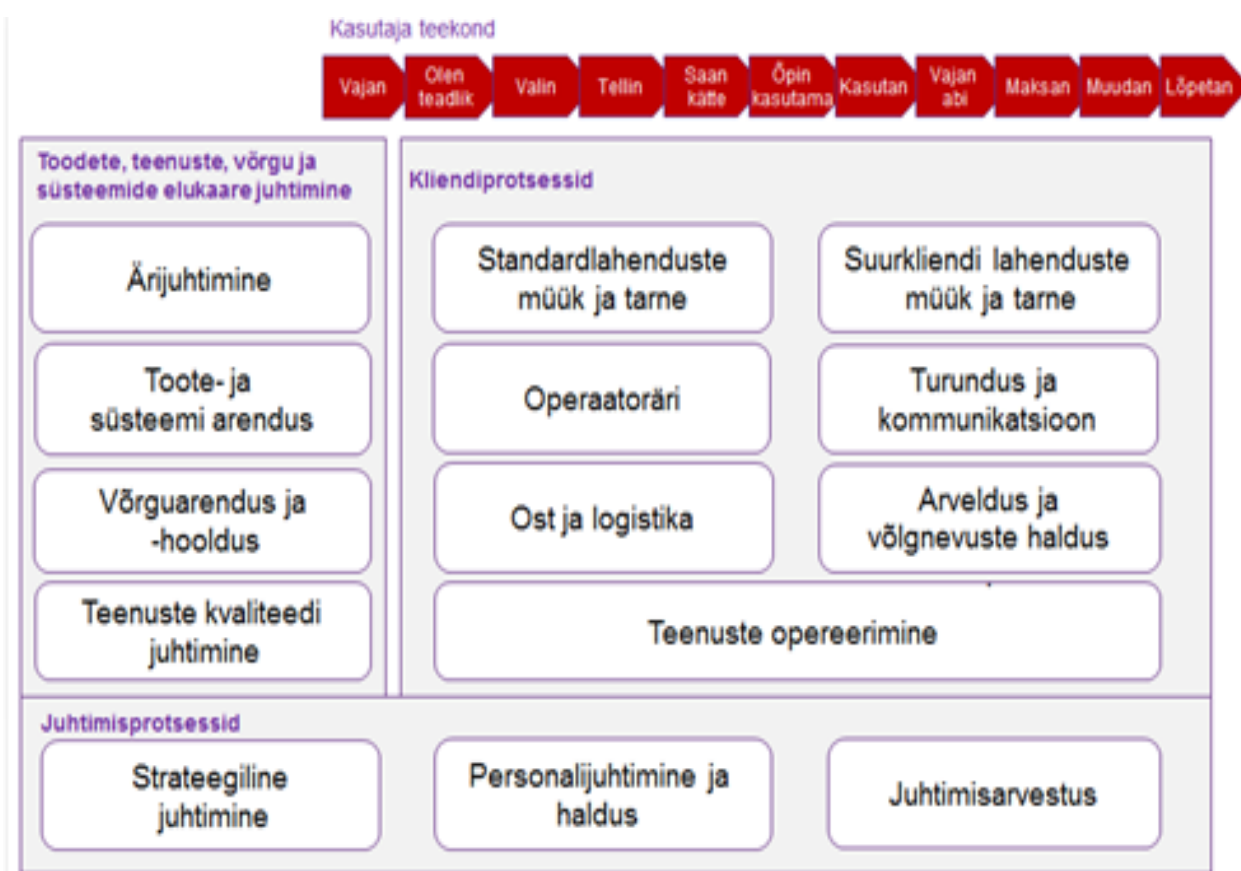 Kasutaja teekond
Vajan
Olen
teadlik
Valin
Tellin
Saan
kätte
Õpin
kasutama
Kasutan
Vajan
abi
Maksan
Muudan
Lõpetan
Toodete, teenuste, võrgu ja
süsteemide elukaare juhtimine
Ärijuhtimine
Toote- ja
süsteemi arendus
Võrguarendus ja
-hooldus
Teenuste kvaliteedi
juhtimine
Kliendiprotsessid
Standardlahenduste
müük ja tarne
Suurkliendi lahenduste
müük ja tarne
Operaatoräri
Turundus ja
kommunikatsioon
Ost ja logistika
Arveldus ja
võlgnevuste haldus
Teenuste opereerimine
Juhtimisprotsessid
Strateegiline
juhtimine
Personalijuhtimine ja
haldus
Juhtimisarvestus